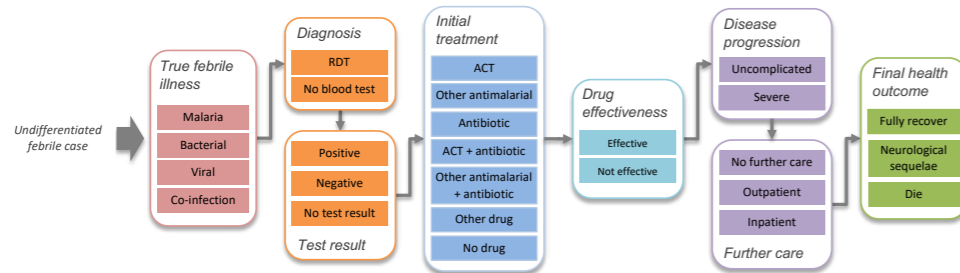 Undifferentiated
febrile case
True febrile
illness
Malaria
Bacterial
Viral
Co-infection
Diagnosis
RDT
No blood test
Positive
Negative
No test result
Test result
Initial
treatment
ACT
Other antimalarial
Antibiotic
ACT + antibiotic
Other antimalarial
+ antibiotic
Other drug
No drug
Drug
effectiveness
Effective
Not effective
Disease
progression
Uncomplicated
Severe
No further care
Outpatient
Inpatient
Further care
Final health
outcome
Fully recover
Neurological
sequelae
Die